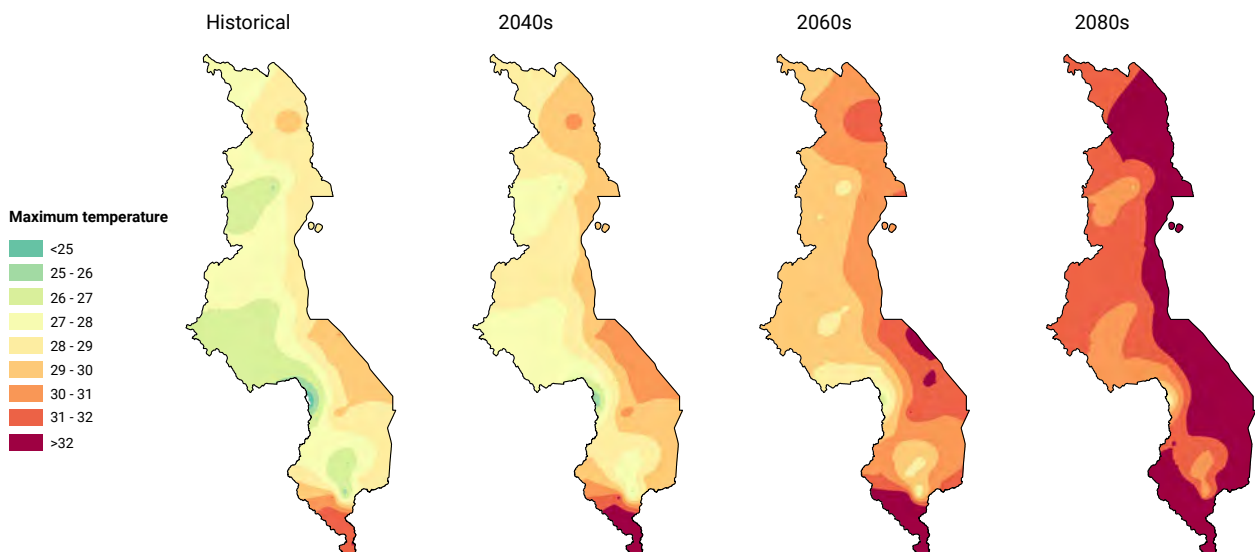 Historical
2040s
2060s
2080s
Maximum temperature
<25
25 - 26
26 - 27
27 - 28
28 - 29
29 - 30
30 - 31
31 - 32
>32